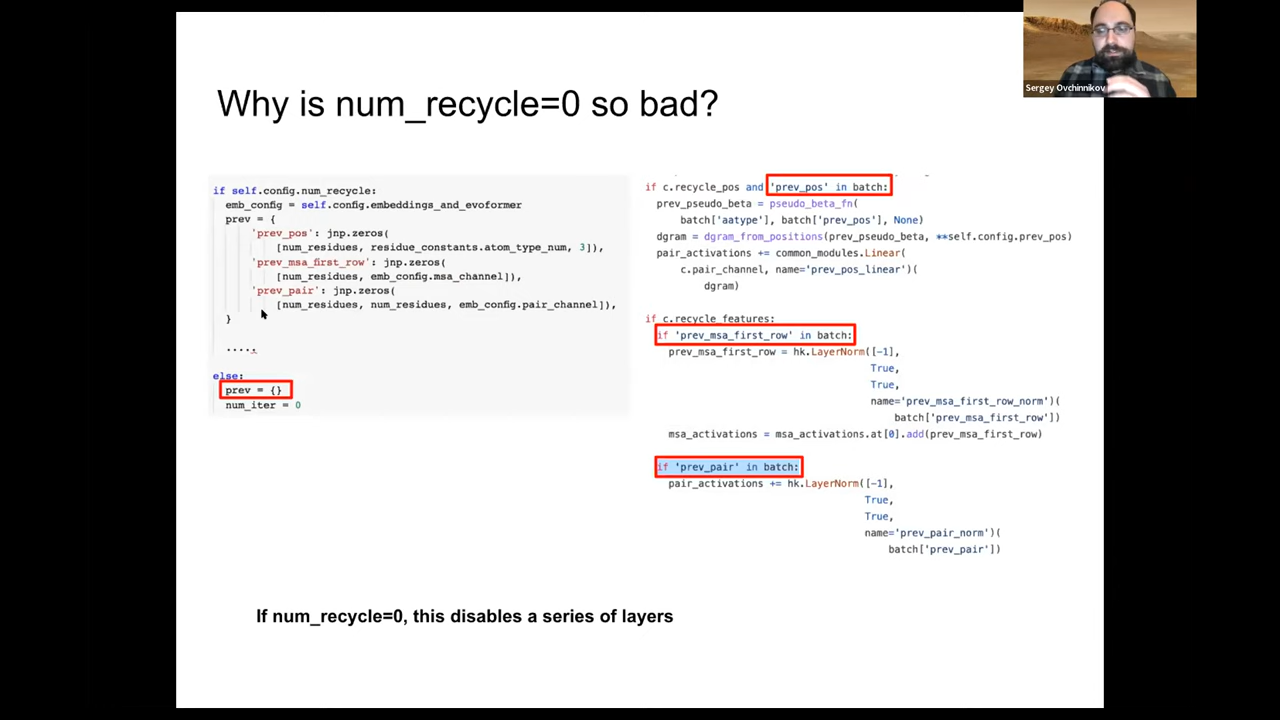 Sergey Ovchinnikov
Why is num_recycle=0 so bad?
if self.config.num_recycle:
emb_config = self.config.embeddings_and_evoformer
prev = {
'prev_pos': jnp.zeros(
[num_residues, residue_constants.atom_type_num, 3]),
'prev_msa_first_row': jnp.zeros(
[num_residues, emb_config.msa_channel]),
'prev_pair': jnp.zeros(
[num_residues, num_residues, emb_config.pair_channel]),
}
.....
else:
prev = {}
num_iter = 0
if c.recycle_pos and 'prev_pos' in batch:
prev_pseudo_beta = pseudo_beta_fn(
batch['aatype'], batch['prev_pos'], None)
dgram = dgram_from_positions(prev_pseudo_beta, **self.config.prev_pos)
pair_activations += common_modules.Linear(
c.pair_channel, name='prev_pos_linear')(
dgram)
if c.recycle_features:
if 'prev_msa_first_row' in batch:
prev_msa_first_row = hk.LayerNorm([-1],
True,
True,
name='prev_msa_first_row_norm')(
batch['prev_msa_first_row'])
msa_activations = msa_activations.at[0].add(prev_msa_first_row)
if 'prev_pair' in batch:
pair_activations += hk.LayerNorm([-1],
True,
True,
name='prev_pair_norm')(
batch['prev_pair'])
If num_recycle=0, this disables a series of layers